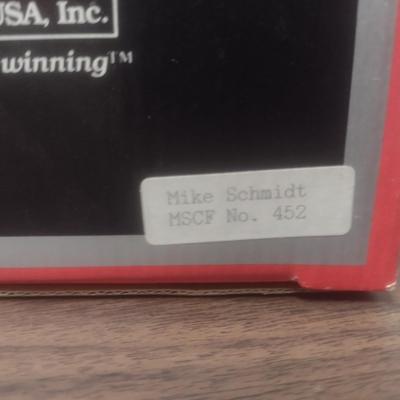 USA, Inc.
winning™
Mike Schmidt
MSCF No. 452